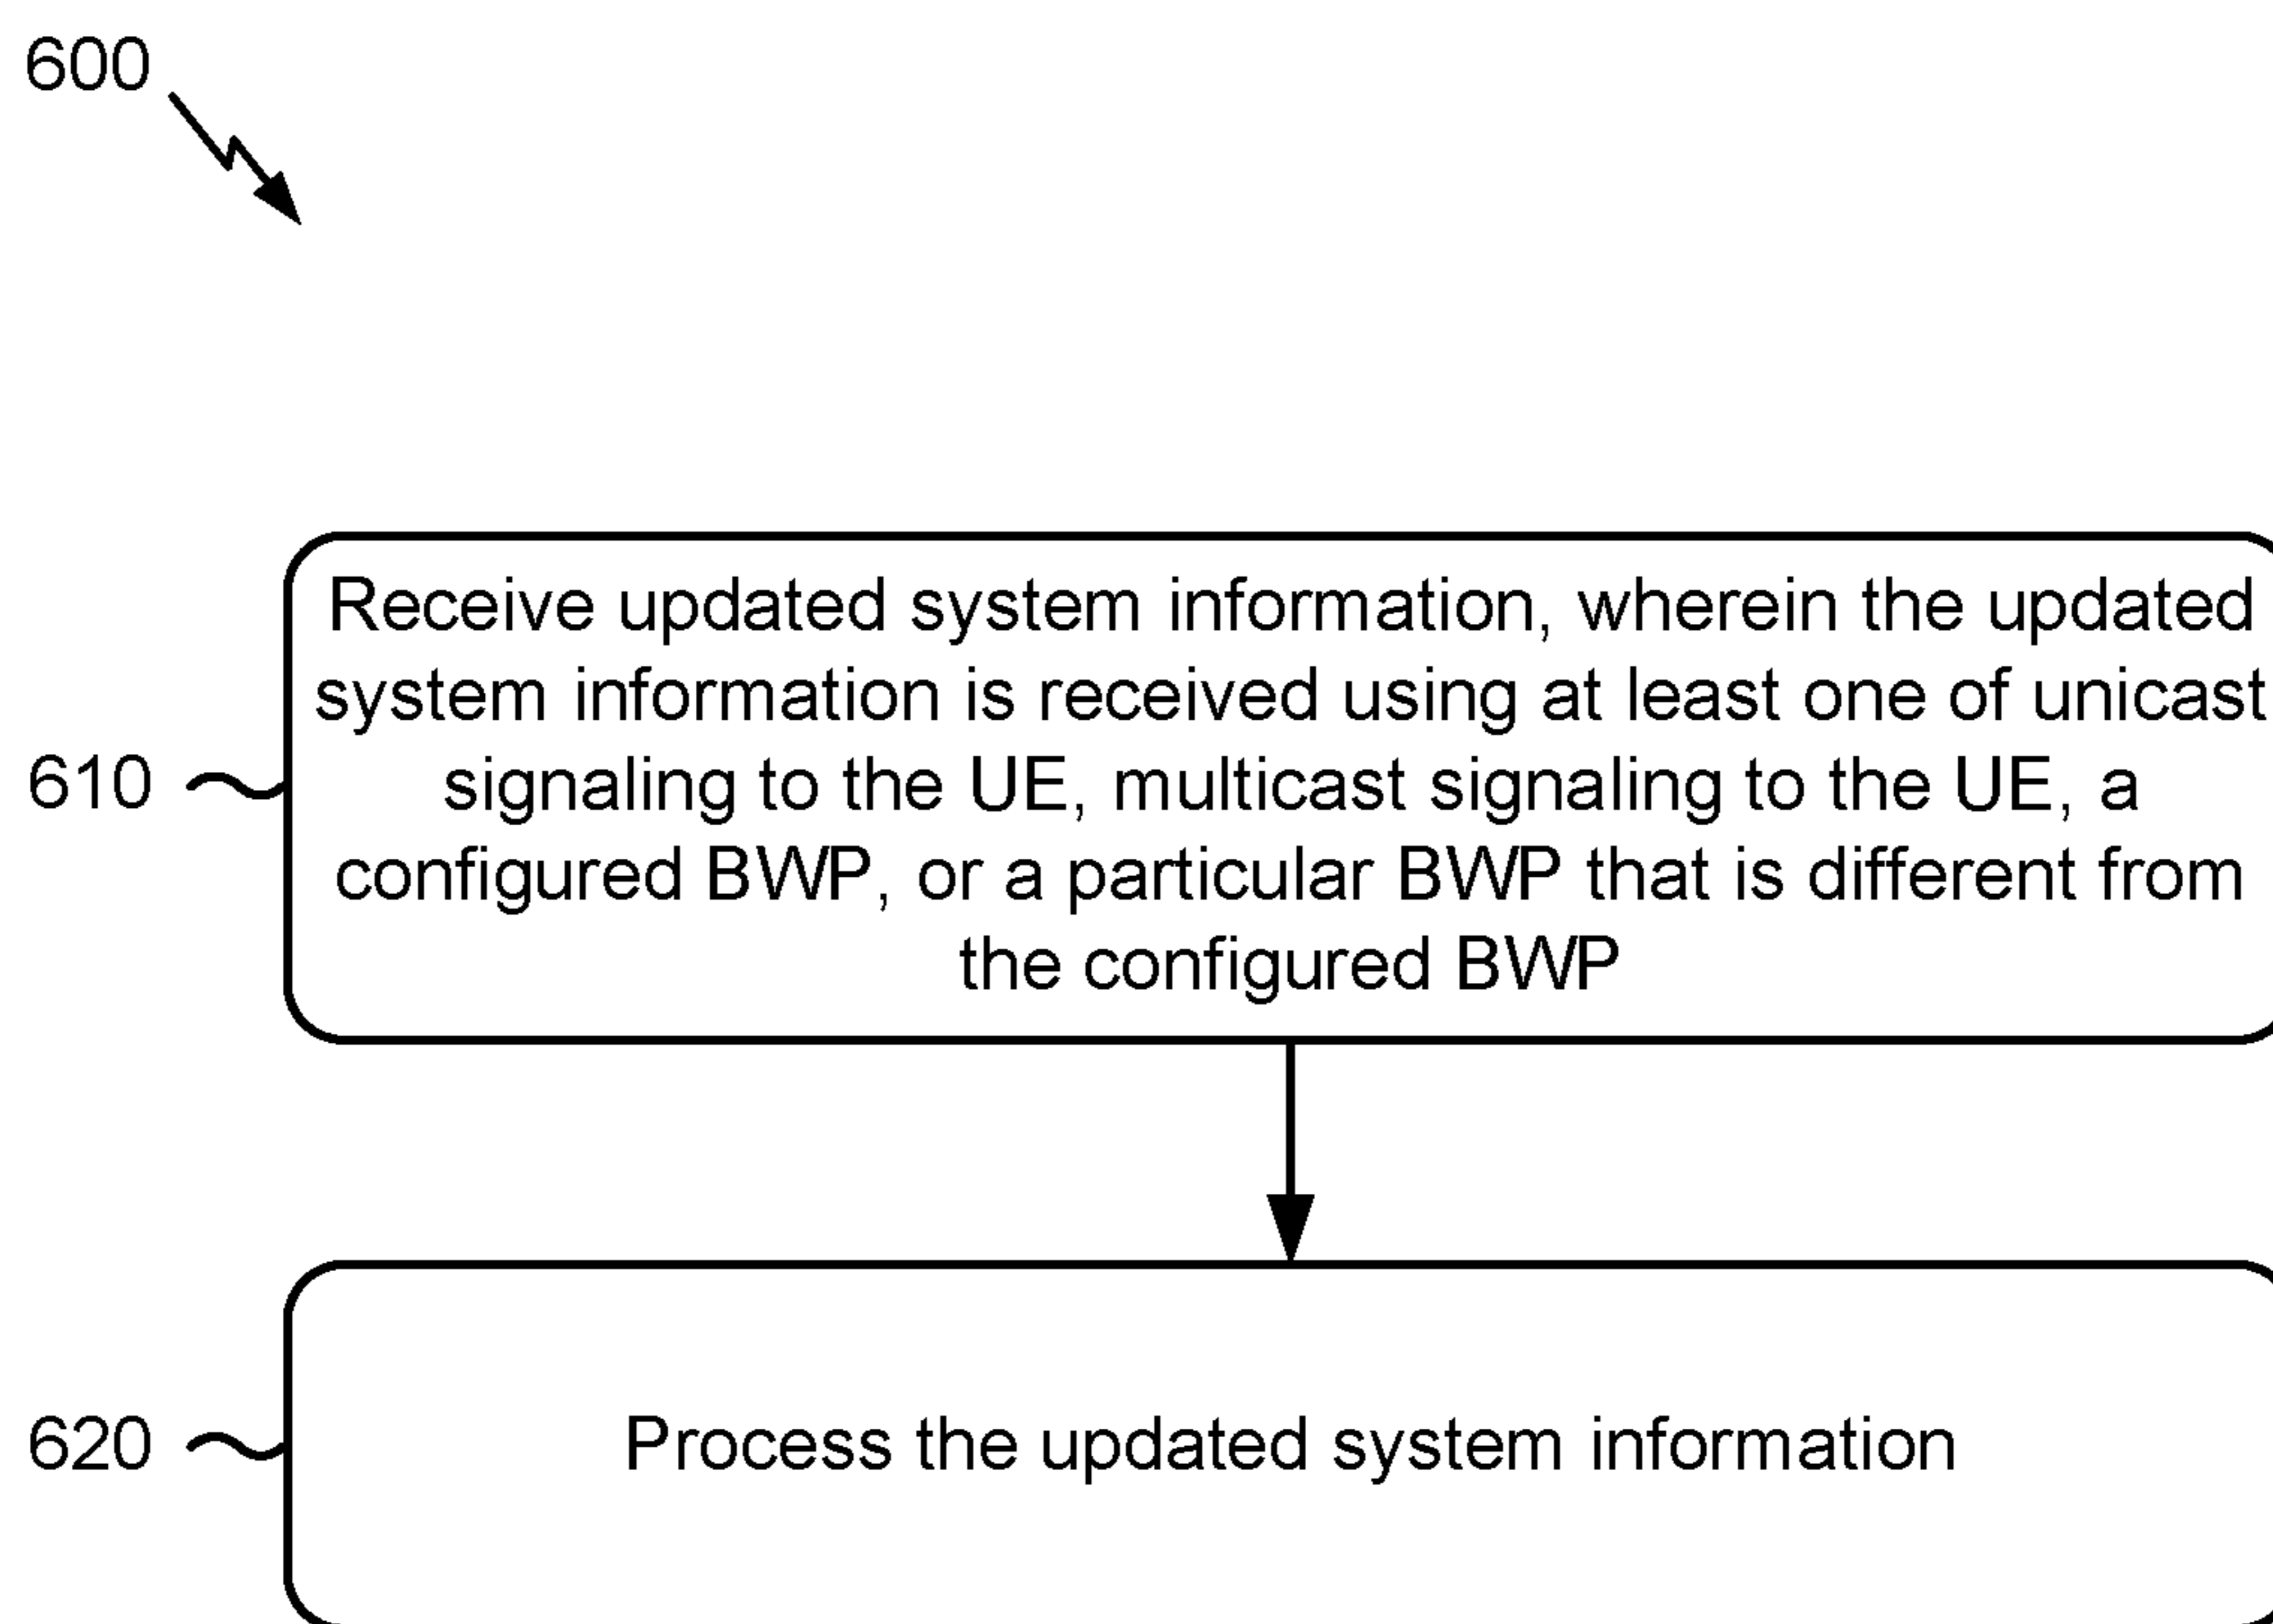 600
Receive updated system information, wherein the updated
system information is received using at least one of unicast
signaling to the UE, multicast signaling to the UE, a
configured BWP, or a particular BWP that is different from
the configured BWP
610
Process the updated system information
620